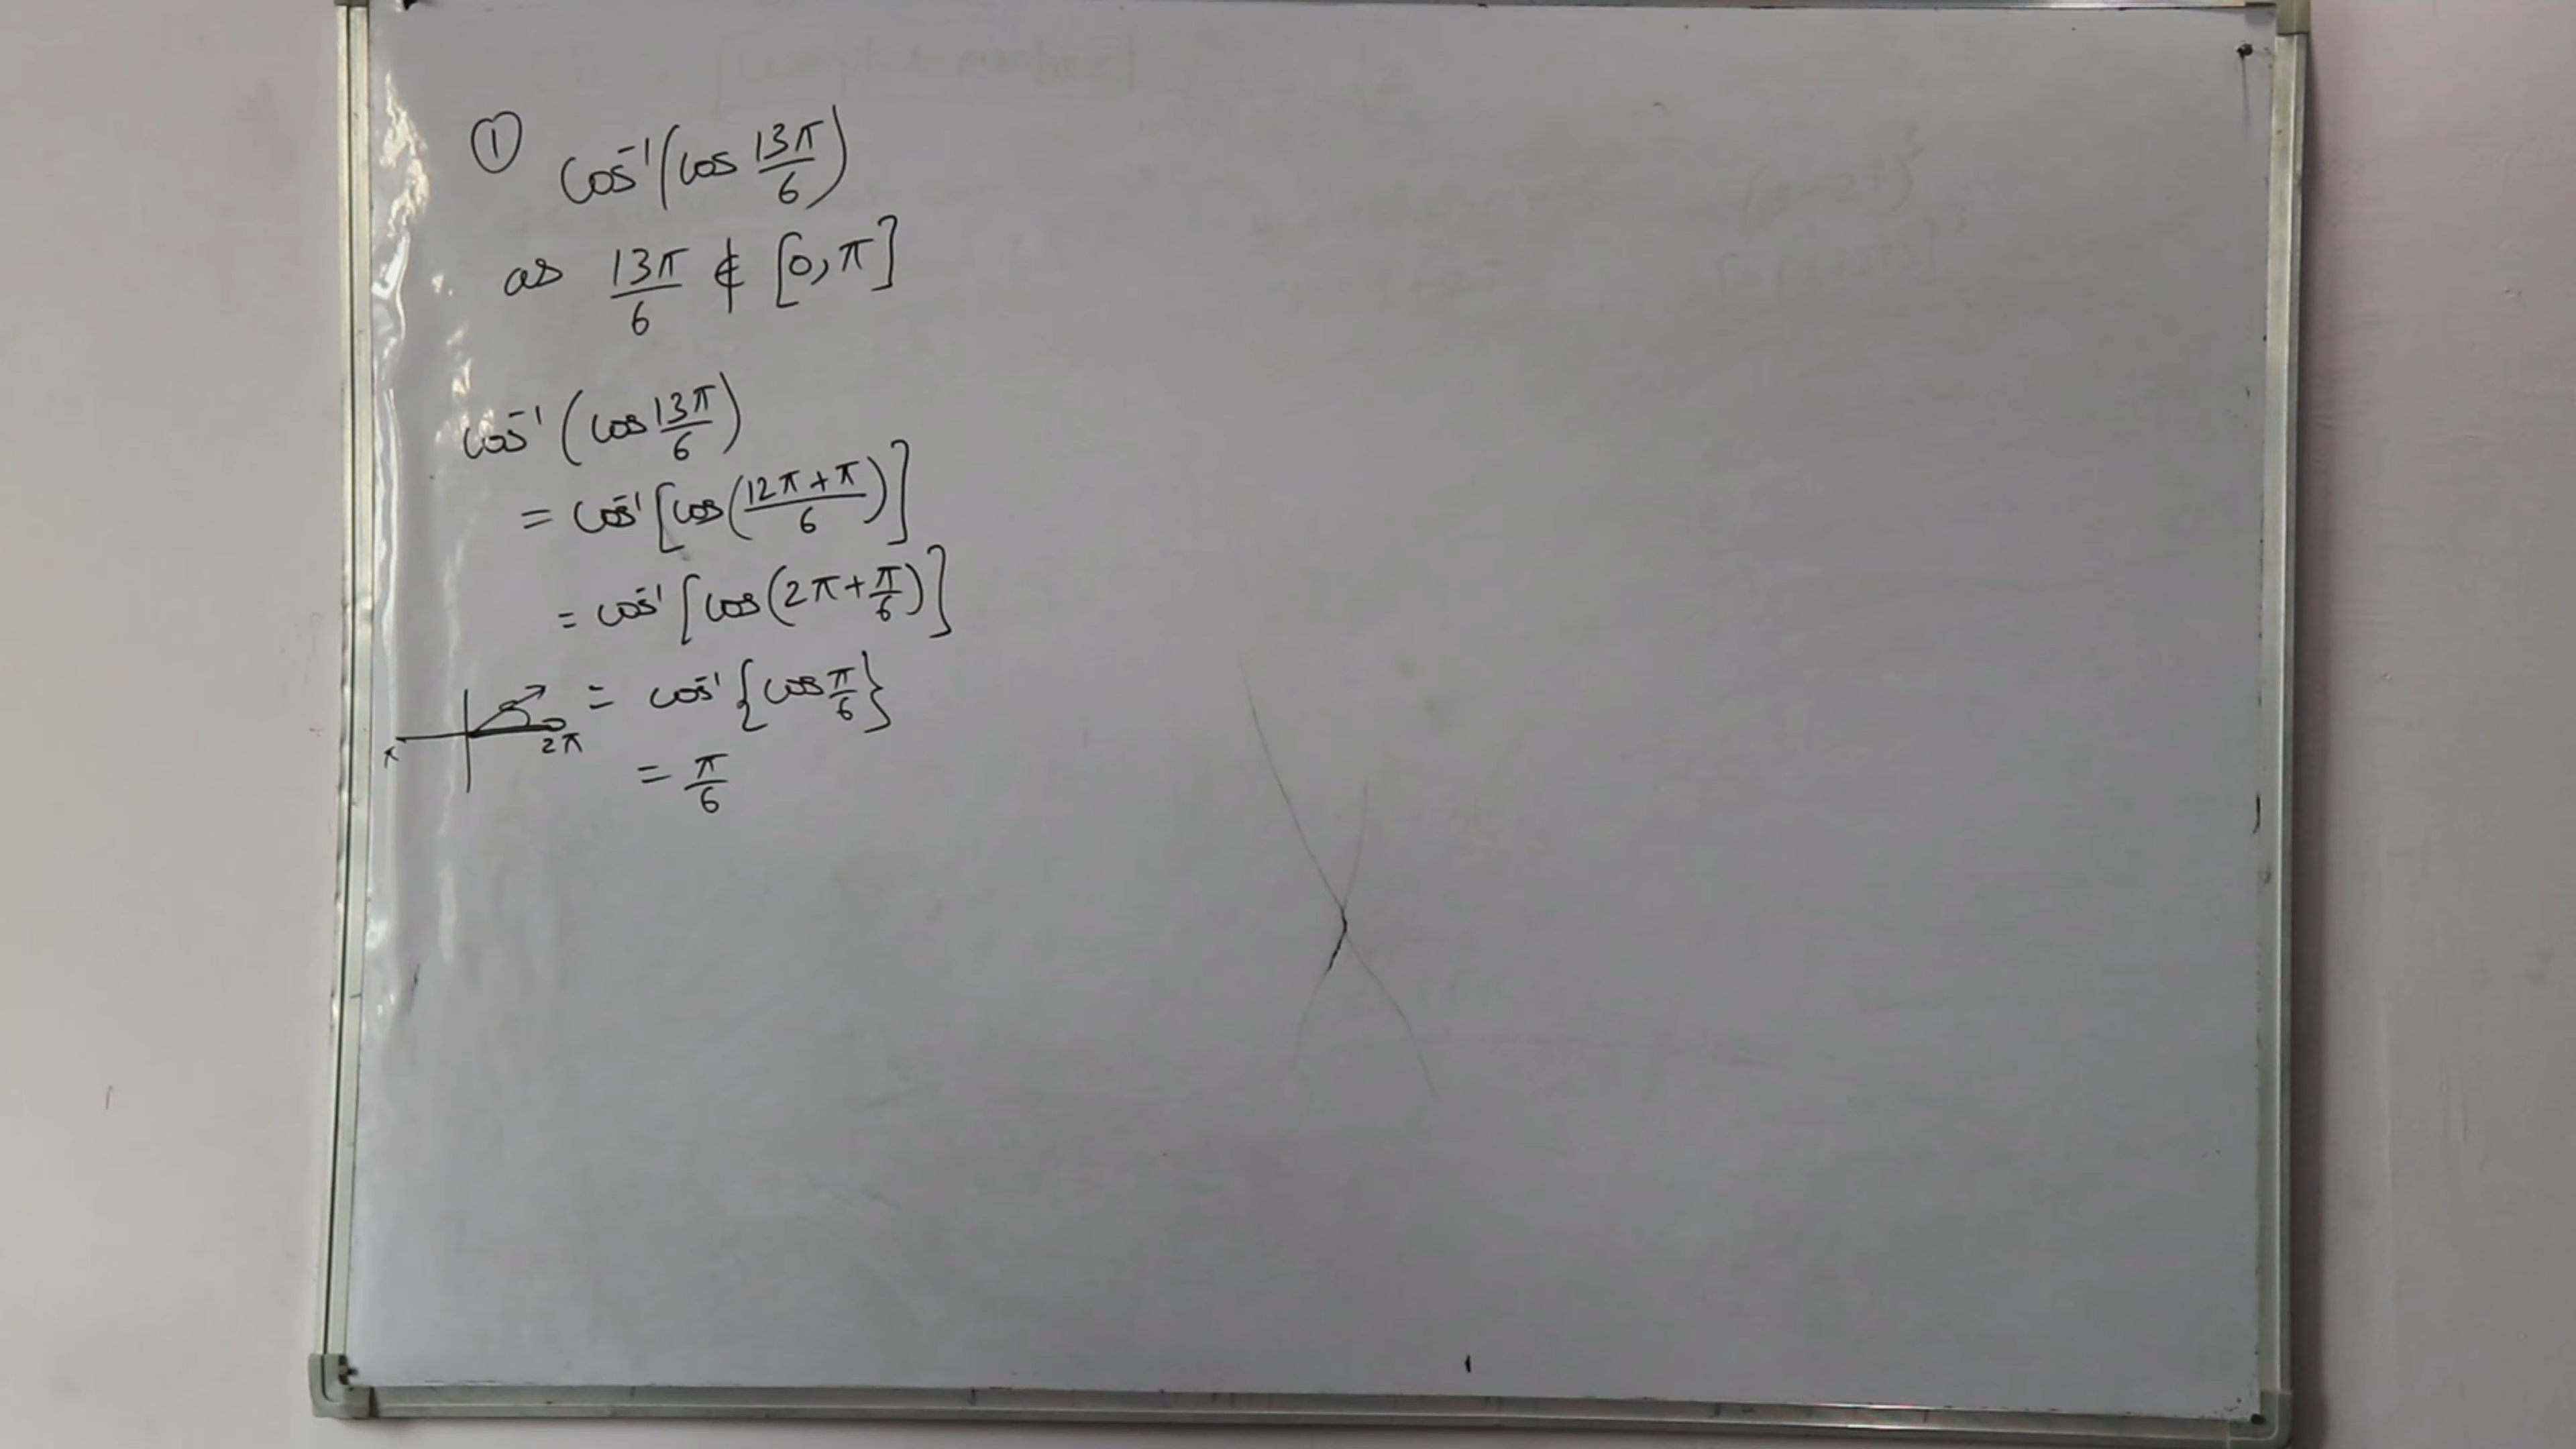 ① cos⁻¹(cos 13π/6)
as 13π/6 ∉ [0, π]
cos⁻¹(cos 13π/6)
= cos⁻¹[cos((12π+π)/6)]
= cos⁻¹[cos(2π+π/6)]
= cos⁻¹{cos π/6}
π 2π
= π/6